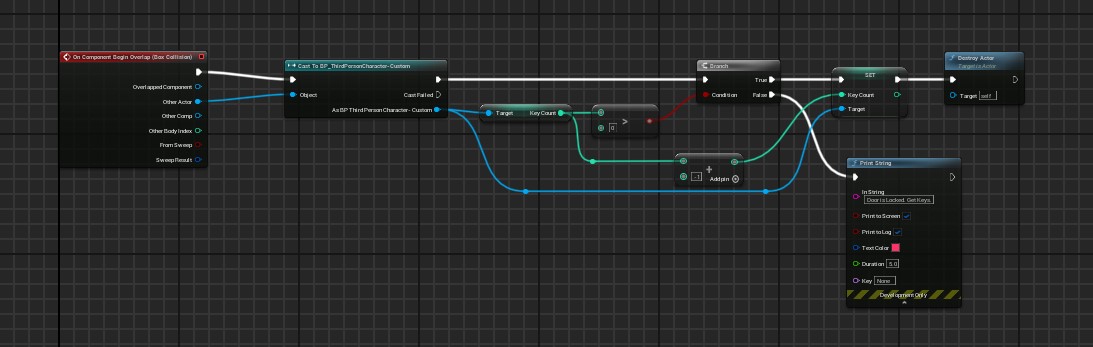 On Component Begin Overlap (Box Collision)
Overlapped Component
Other Actor
Other Comp
Other Body Index
From Sweep
Sweep Result
Cast To BP_ThirdPersonCharacter-Custom
Object
Cast Failed
As BP Third Person Character - Custom
Target
Key Count
>
0
Branch
Condition
True
False
+
-1
Add pin
SET
Key Count
Target
Destroy Actor
Target is Actor
Target
self
Print String
In String
Door is Locked. Get Keys.
Print to Screen
Print to Log
Text Color
Duration
5.0
Key
None
Development Only